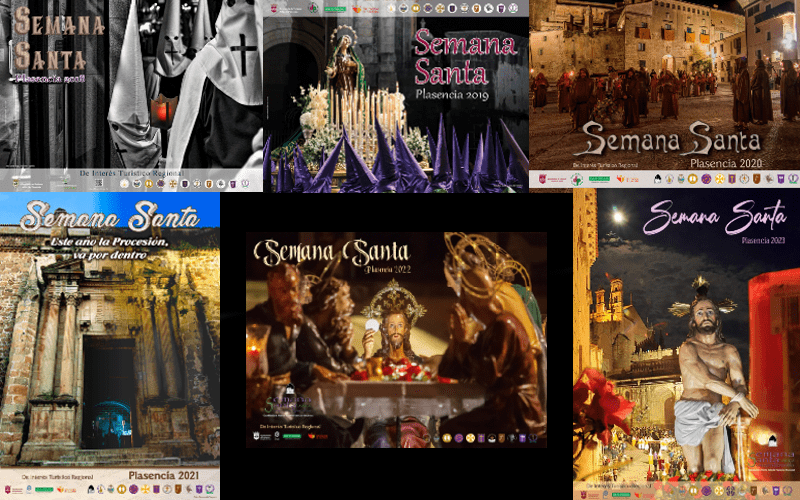 Semana
Santa
Plasencia 2018
De Interés Turístico Regional
Semana
Santa
Plasencia 2019
Semana Santa
De Interés Turístico Regional
Plasencia 2020
Semana Santa
Este año la Procesión,
va por dentro
De Interés Turístico Regional
Plasencia 2021
Semana Santa
Plasencia 2022
De Interés Turístico Regional
Semana Santa
Plasencia 2023